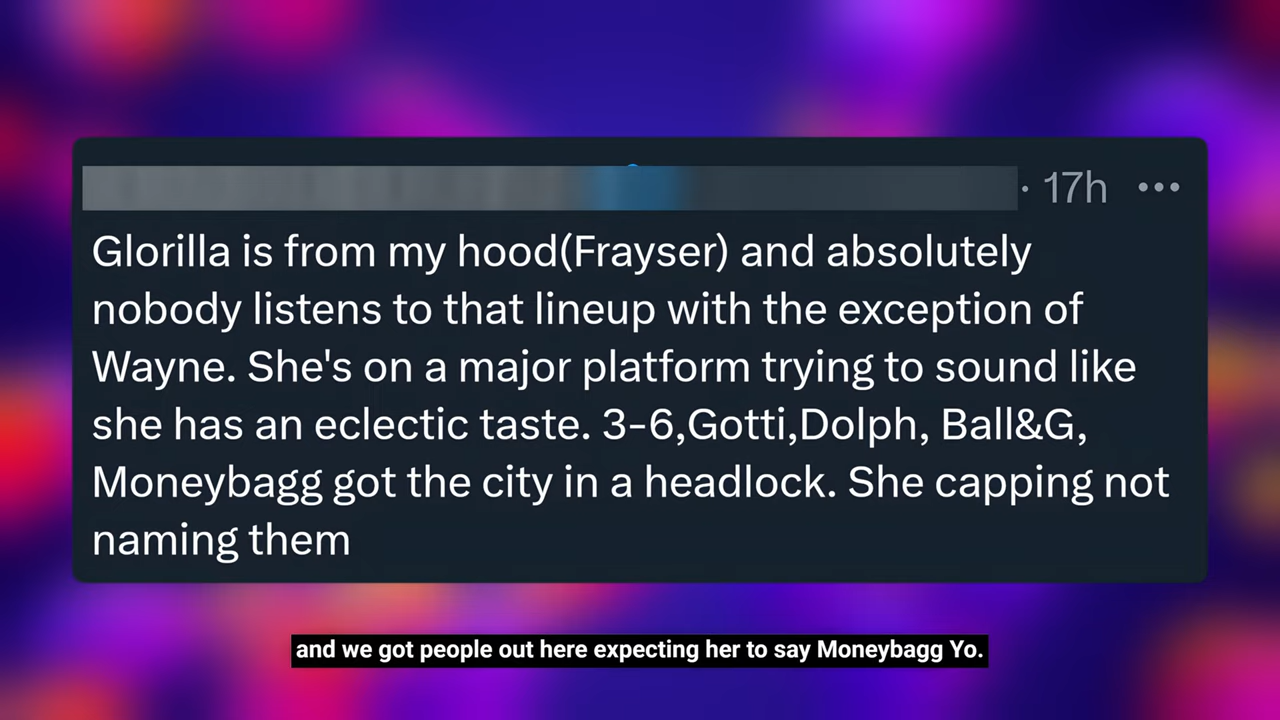 · 17h •••
Glorilla is from my hood(Frayser) and absolutely
nobody listens to that lineup with the exception of
Wayne. She's on a major platform trying to sound like
she has an eclectic taste. 3-6,Gotti,Dolph, Ball&G,
Moneybagg got the city in a headlock. She capping not
naming them
and we got people out here expecting her to say Moneybagg Yo.